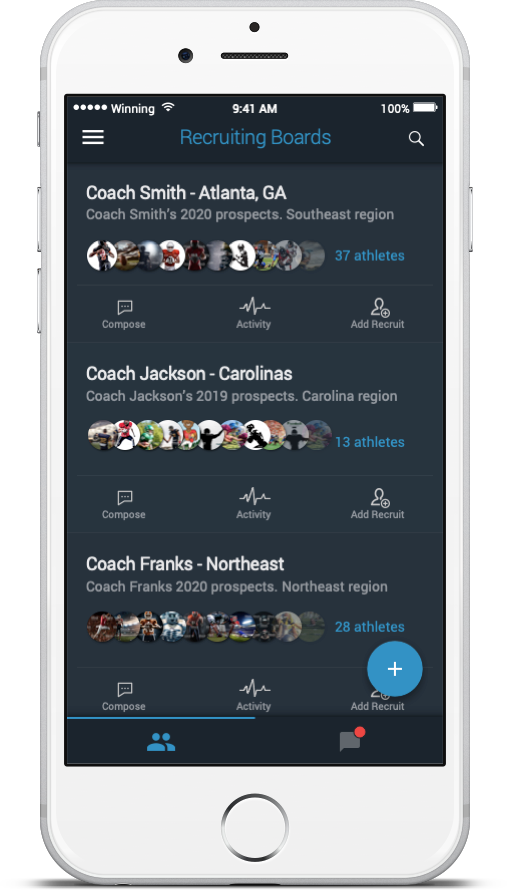 Winning 9:41 AM 100%
Recruiting Boards
Coach Smith - Atlanta, GA
Coach Smith's 2020 prospects. Southeast region
37 athletes
Compose Activity Add Recruit
Coach Jackson - Carolinas
Coach Jackson's 2019 prospects. Carolina region
13 athletes
Compose Activity Add Recruit
Coach Franks - Northeast
Coach Franks 2020 prospects. Northeast region
28 athletes
+
Compose Activity Add Recruit